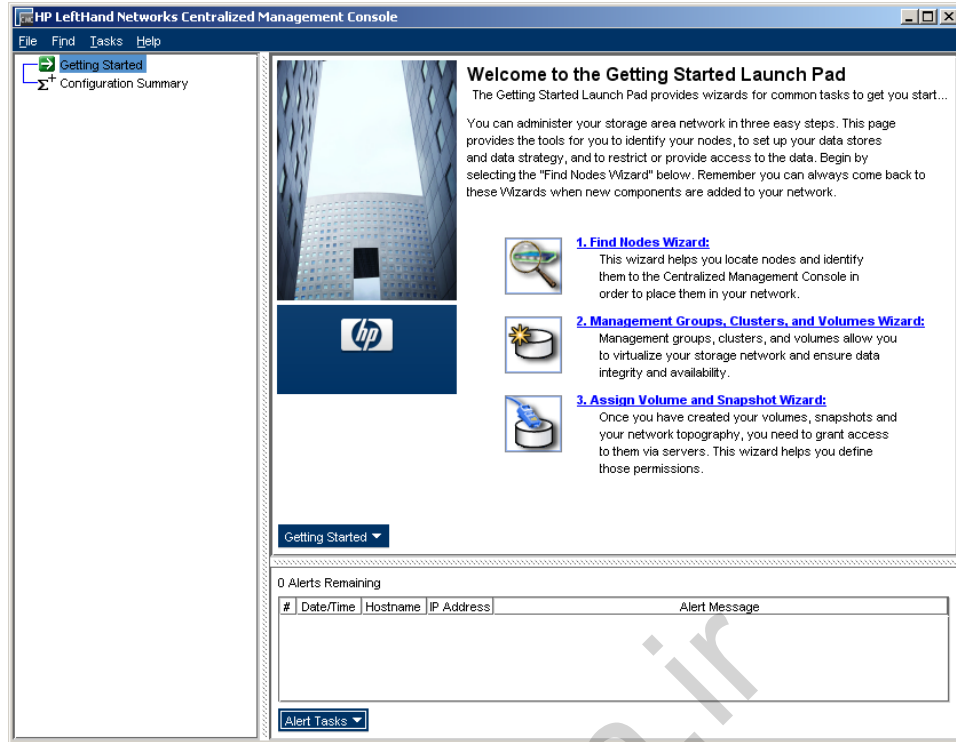 HP LeftHand Networks Centralized Management Console
File Find Tasks Help
Getting Started
Configuration Summary
Welcome to the Getting Started Launch Pad
The Getting Started Launch Pad provides wizards for common tasks to get you start...
You can administer your storage area network in three easy steps. This page
provides the tools for you to identify your nodes, to set up your data stores
and data strategy, and to restrict or provide access to the data. Begin by
selecting the "Find Nodes Wizard" below. Remember you can always come back to
these Wizards when new components are added to your network.
1. Find Nodes Wizard:
This wizard helps you locate nodes and identify
them to the Centralized Management Console in
order to place them in your network.
hp
2. Management Groups, Clusters, and Volumes Wizard:
Management groups, clusters, and volumes allow you
to virtualize your storage network and ensure data
integrity and availability.
3. Assign Volume and Snapshot Wizard:
Once you have created your volumes, snapshots and
your network topography, you need to grant access
to them via servers. This wizard helps you define
those permissions.
Getting Started
0 Alerts Remaining
# Date/Time Hostname IP Address Alert Message
Alert Tasks